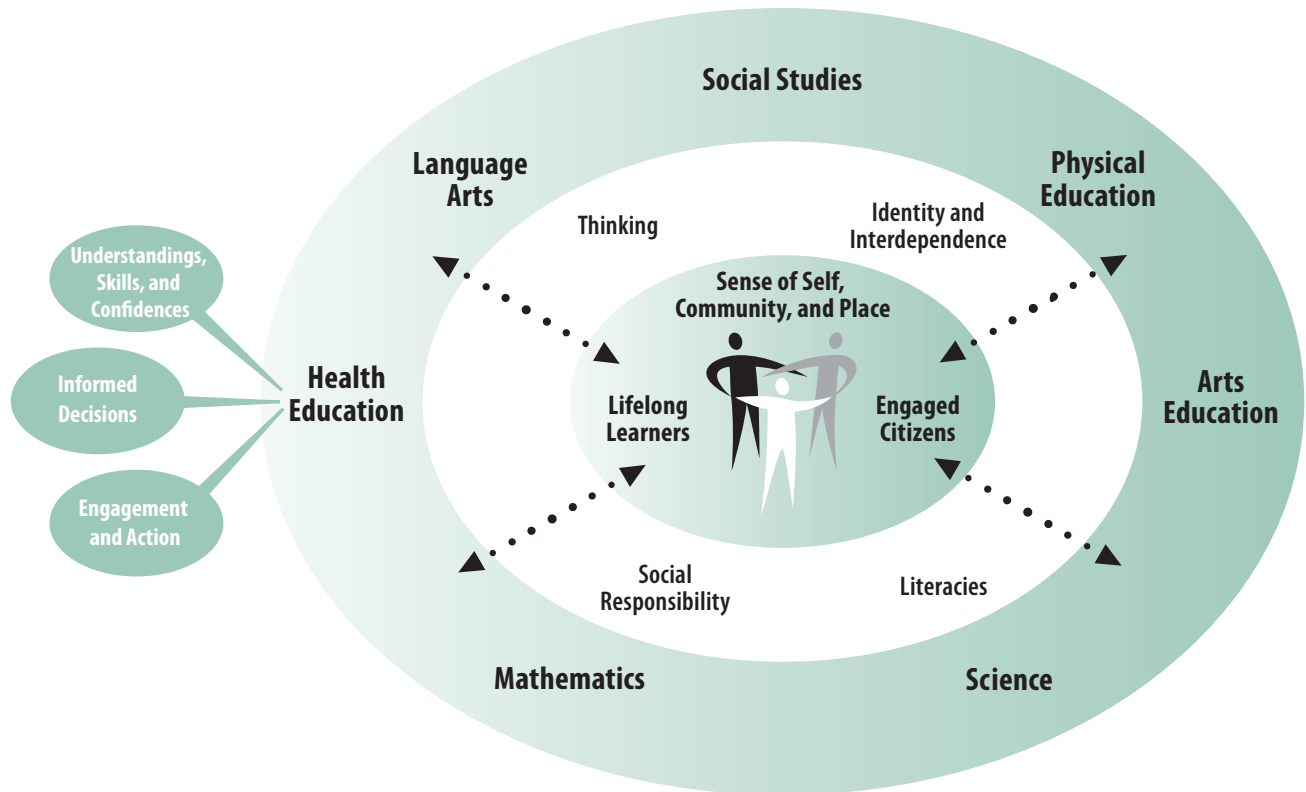 Social Studies
Language
Arts
Physical
Education
Thinking
Identity and
Interdependence
Understandings,
Skills, and
Confidences
Sense of Self,
Community, and Place
Informed
Decisions
Health
Education
Lifelong
Learners
Engaged
Citizens
Arts
Education
Engagement
and Action
Social
Responsibility
Literacies
Mathematics
Science